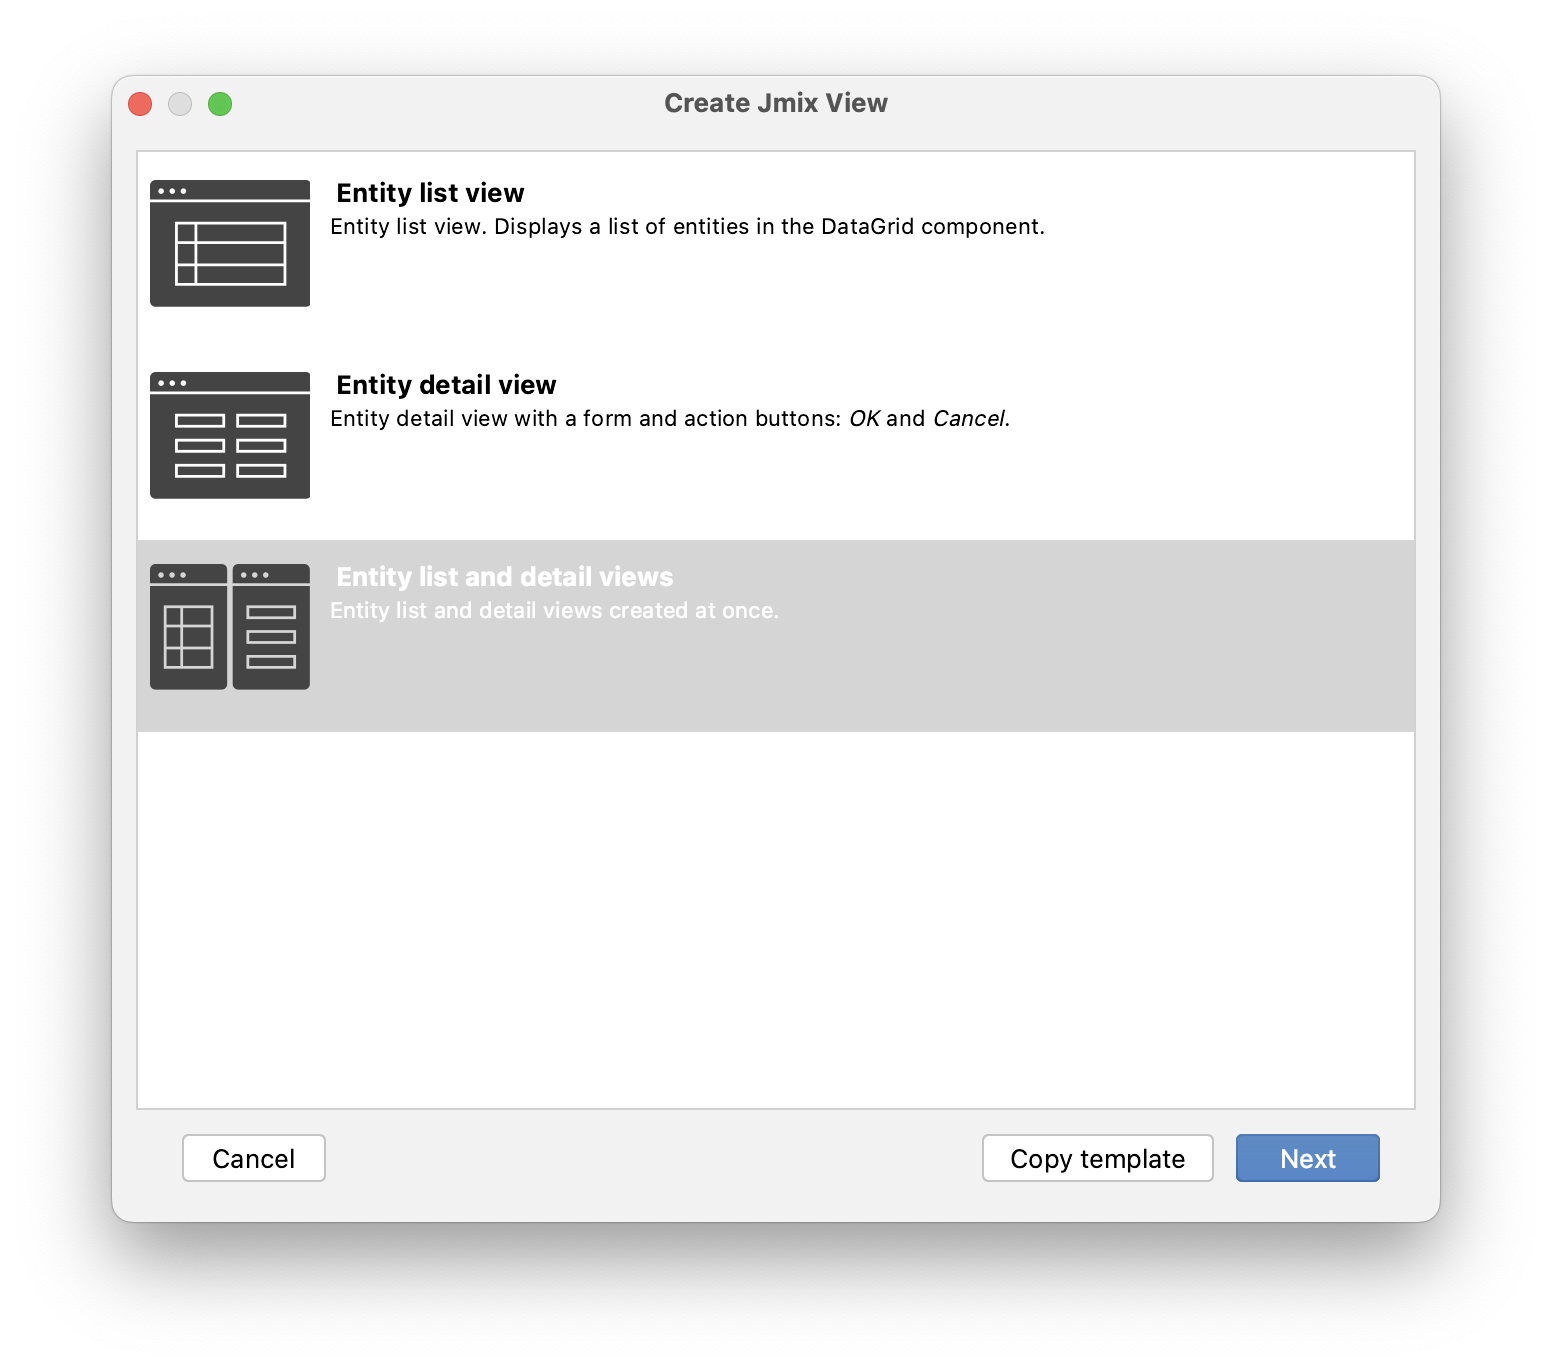 Create Jmix View
Entity list view
Entity list view. Displays a list of entities in the DataGrid component.
Entity detail view
Entity detail view with a form and action buttons: OK and Cancel.
Entity list and detail views
Entity list and detail views created at once.
Cancel
Copy template
Next